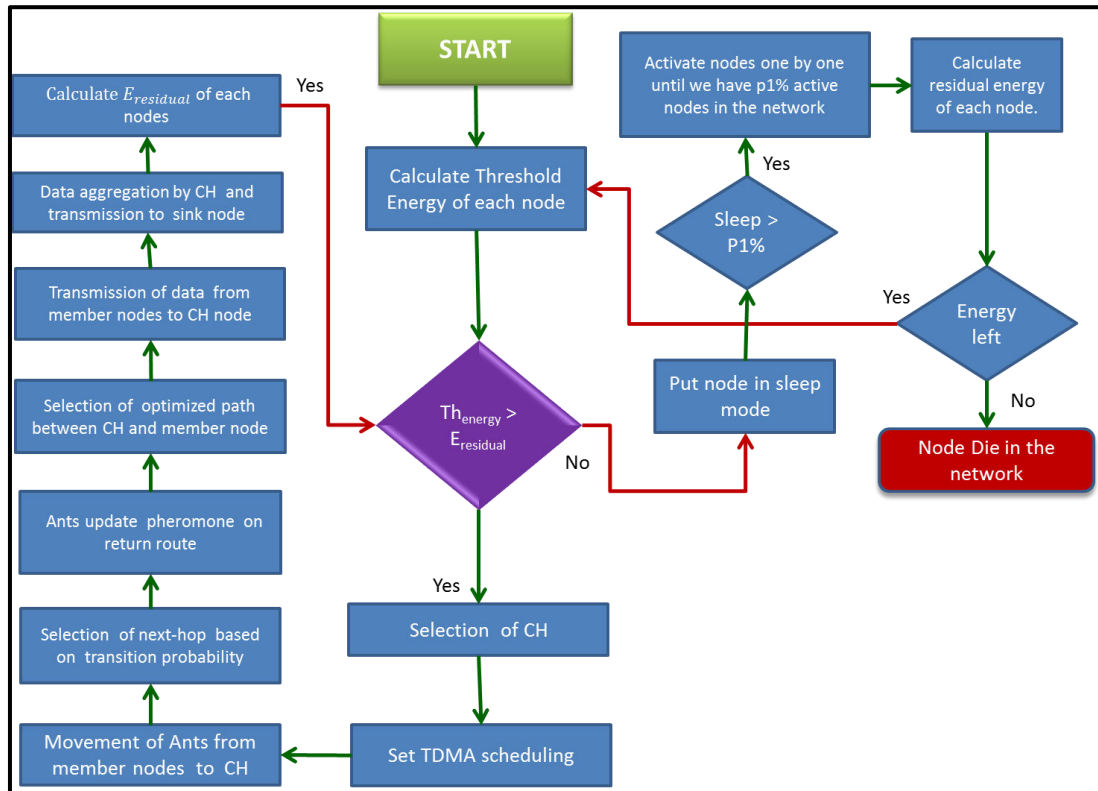 START
Calculate Threshold
Energy of each node
Th_energy >
E_residual
Yes
No
Selection of CH
Set TDMA scheduling
Movement of Ants from
member nodes to CH
Selection of next-hop based
on transition probability
Ants update pheromone on
return route
Selection of optimized path
between CH and member node
Transmission of data from
member nodes to CH node
Data aggregation by CH and
transmission to sink node
Calculate E_residual of each
nodes
Yes
Put node in sleep
mode
Sleep >
P1%
Yes
Activate nodes one by one
until we have p1% active
nodes in the network
Calculate
residual energy
of each node.
Energy
left
Yes
No
Node Die in the
network